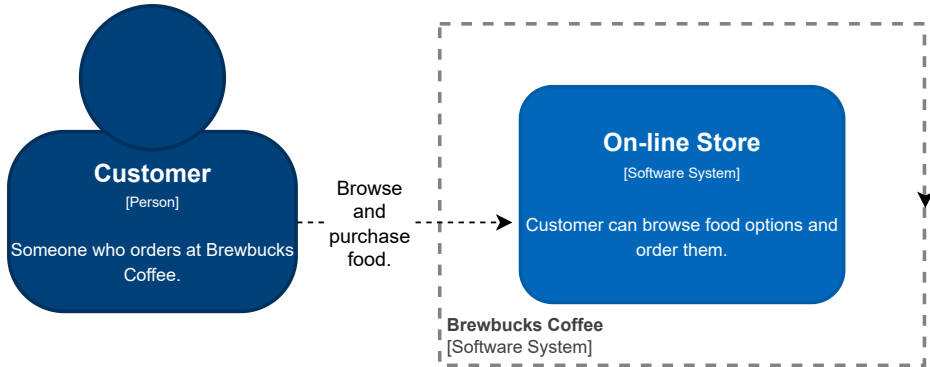 Customer
[Person]
Someone who orders at Brewbucks
Coffee.
Browse
and
purchase
food.
On-line Store
[Software System]
Customer can browse food options and
order them.
Brewbucks Coffee
[Software System]